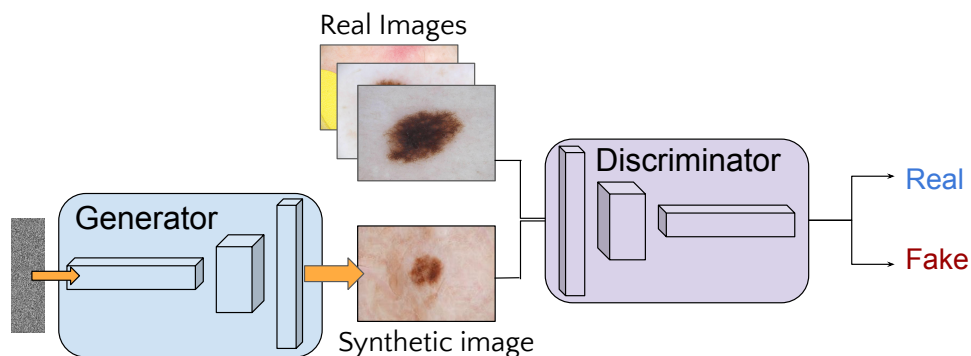 Real Images
Discriminator
Real
Generator
Fake
Synthetic image